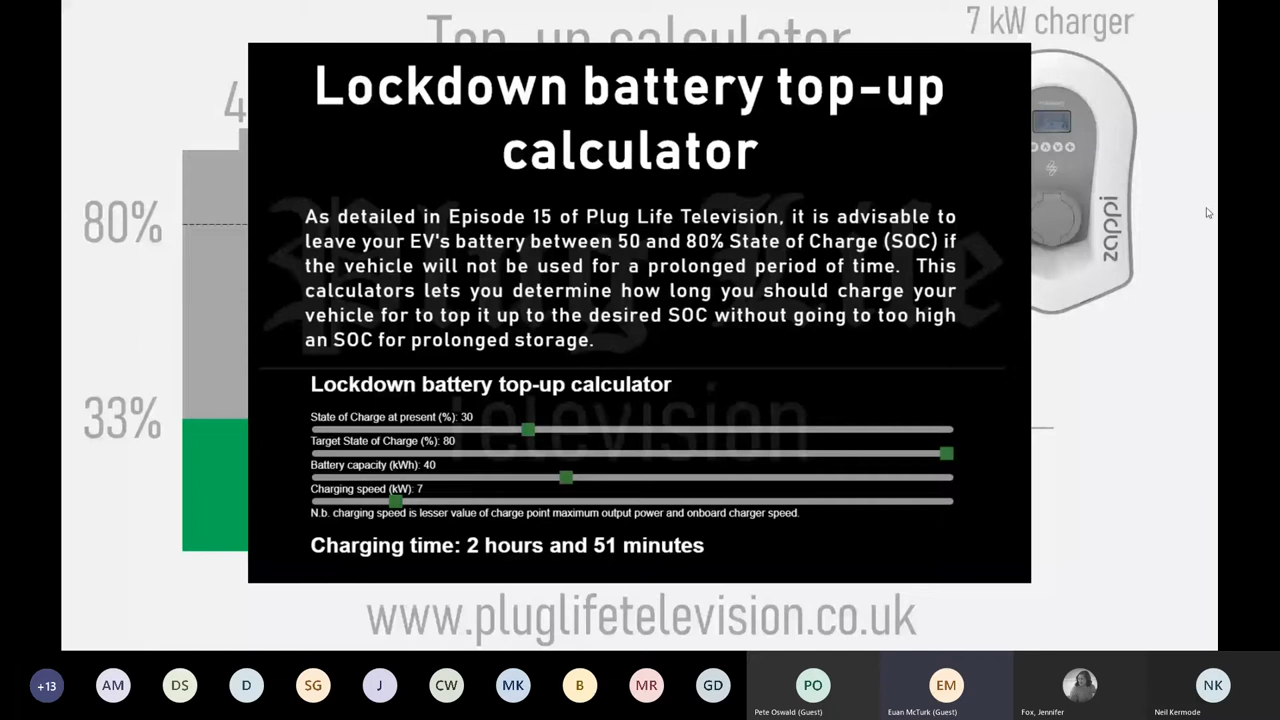 Top-up calculator
7 kW charger
4
80%
33%
zappi
Lockdown battery top-up
calculator
As detailed in Episode 15 of Plug Life Television, it is advisable to
leave your EV's battery between 50 and 80% State of Charge (SOC) if
the vehicle will not be used for a prolonged period of time. This
calculators lets you determine how long you should charge your
vehicle for to top it up to the desired SOC without going to too high
an SOC for prolonged storage.
Lockdown battery top-up calculator
State of Charge at present (%): 30
Target State of Charge (%): 80
Battery capacity (kWh): 40
Charging speed (kW): 7
N.b. charging speed is lesser value of charge point maximum output power and onboard charger speed.
Charging time: 2 hours and 51 minutes
Plug Life
Television
www.pluglifetelevision.co.uk
+13 AM DS D SG J CW MK B MR GD PO EM NK
Pete Oswald (Guest) Euan McTurk (Guest) Fox, Jennifer Neil Kermode